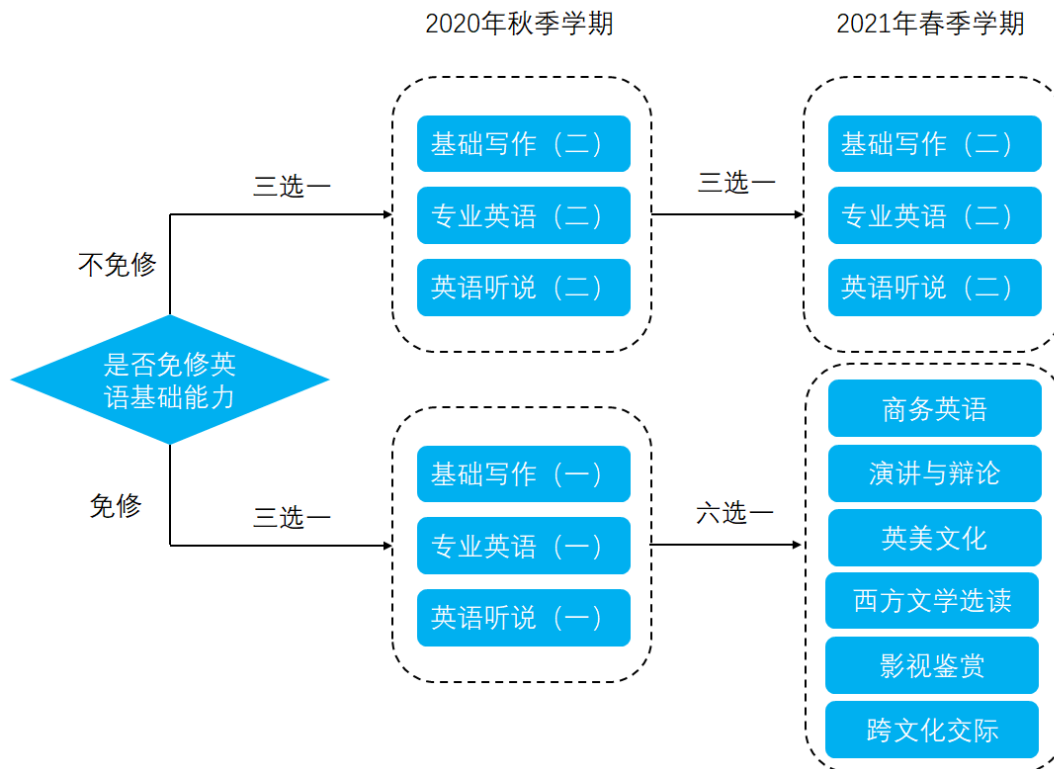 2020年秋季学期
2021年春季学期
基础写作（二）
专业英语（二）
英语听说（二）
三选一
三选一
基础写作（二）
专业英语（二）
英语听说（二）
不免修
是否免修英
语基础能力
免修
三选一
基础写作（一）
专业英语（一）
英语听说（一）
六选一
商务英语
演讲与辩论
英美文化
西方文学选读
影视鉴赏
跨文化交际